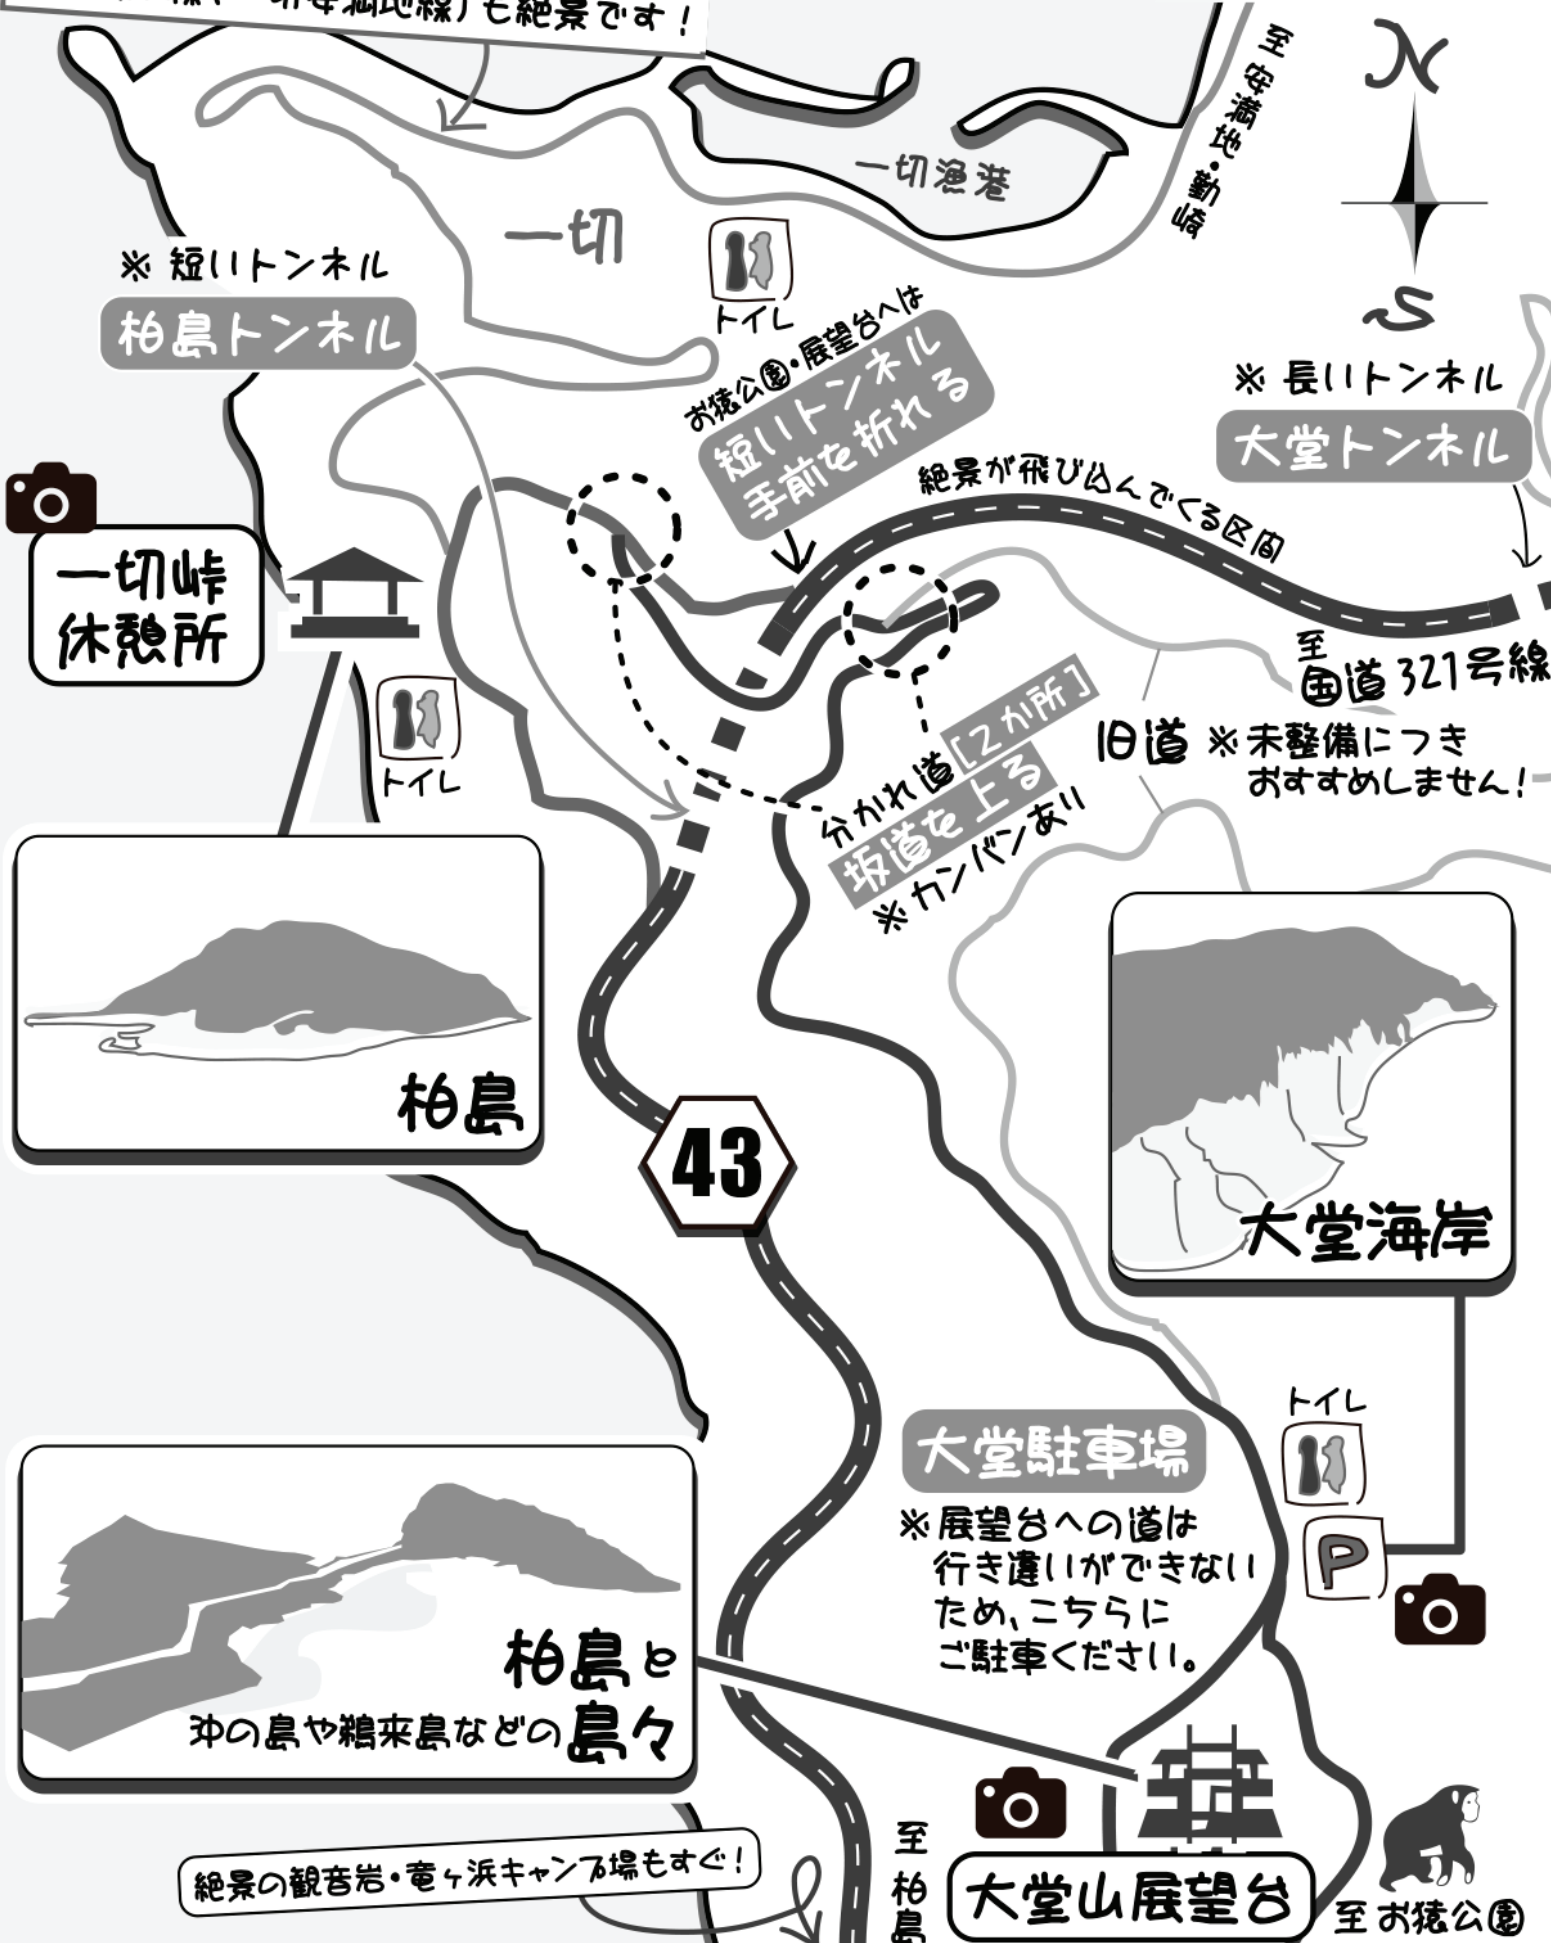 も絶景です！
至 安満地・勤崎
N
一切漁港
一切
トイレ
S
※ 短いトンネル
柏島トンネル
お猿公園・展望台へは
短いトンネル
手前を折れる
※ 長いトンネル
大堂トンネル
絶景が飛び込んでくる区間
一切峠
休憩所
トイレ
至
国道321号線
旧道 ※未整備につき
おすすめしません！
分かれ道[2か所]
坂道を上る
※カンバンあり
柏島
43
大堂海岸
トイレ
大堂駐車場
※展望台への道は
行き違いができない
ため、こちらに
ご駐車ください。
P
柏島と
沖の島や鵜来島などの島々
絶景の観音岩・竜ヶ浜キャンプ場もすぐ！
至 柏島
大堂山展望台
至 お猿公園